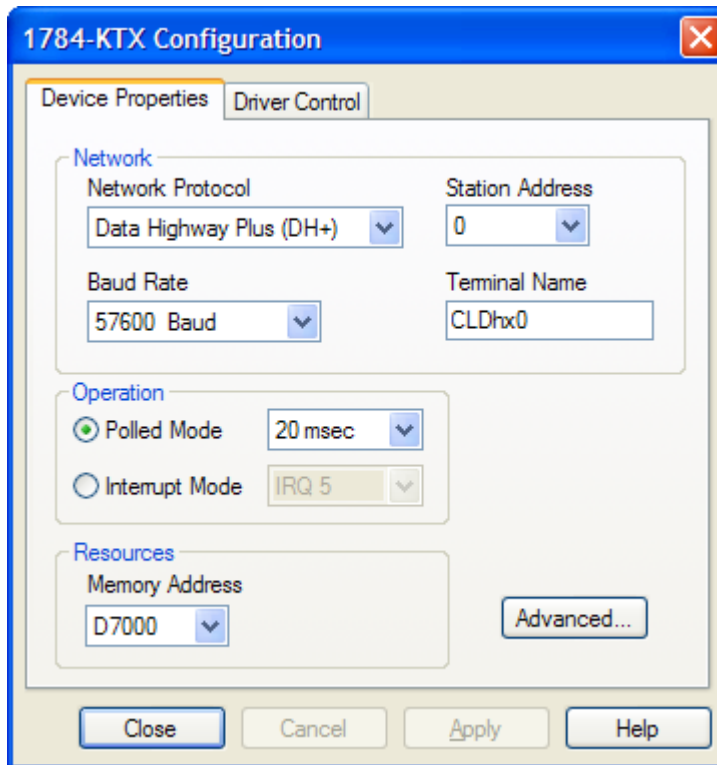 1784-KTX Configuration
Device Properties Driver Control
Network
Network Protocol Station Address
Data Highway Plus (DH+) 0
Baud Rate Terminal Name
57600 Baud CLDhx0
Operation
Polled Mode 20 msec
Interrupt Mode IRQ 5
Resources
Memory Address
D7000 Advanced...
Close Cancel Apply Help